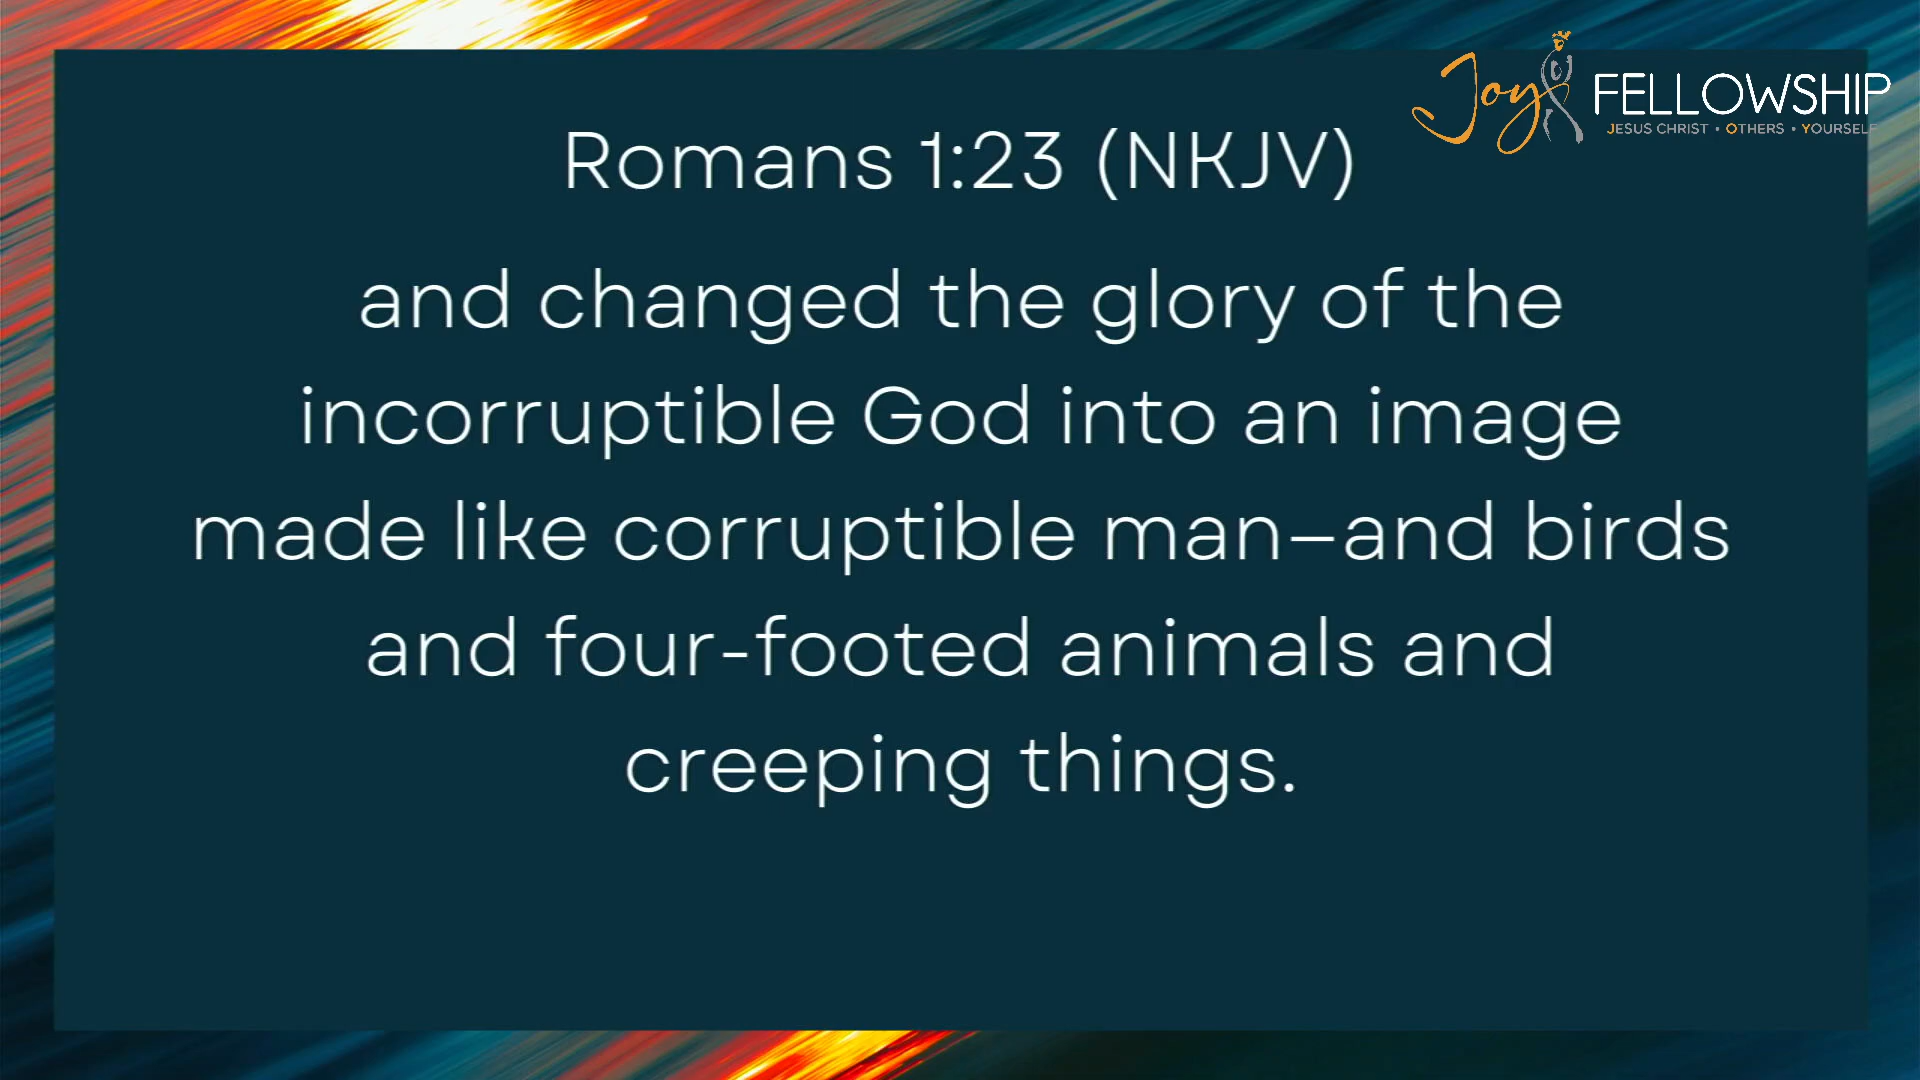 Joy FELLOWSHIP
JESUS CHRIST • OTHERS • YOURSELF
Romans 1:23 (NKJV)
and changed the glory of the
incorruptible God into an image
made like corruptible man—and birds
and four-footed animals and
creeping things.